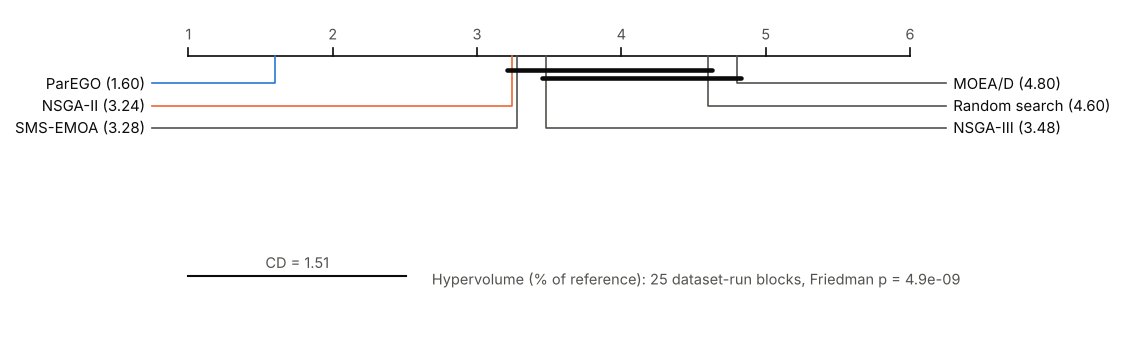 1 2 3 4 5 6
ParEGO (1.60)
NSGA-II (3.24)
SMS-EMOA (3.28)
MOEA/D (4.80)
Random search (4.60)
NSGA-III (3.48)
CD = 1.51
Hypervolume (% of reference): 25 dataset-run blocks, Friedman p = 4.9e-09